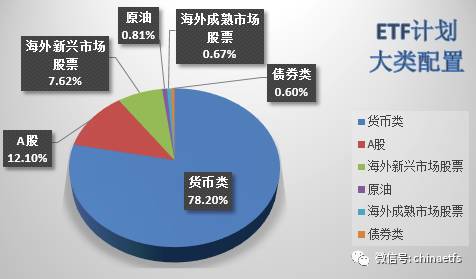 ETF计划
大类配置
原油
0.81%
海外成熟市场
股票
0.67%
海外新兴市场
股票
7.62%
债券类
0.60%
A股
12.10%
货币类
78.20%
货币类
A股
海外新兴市场股票
原油
海外成熟市场股票
债券类
微信号: chinaetfs